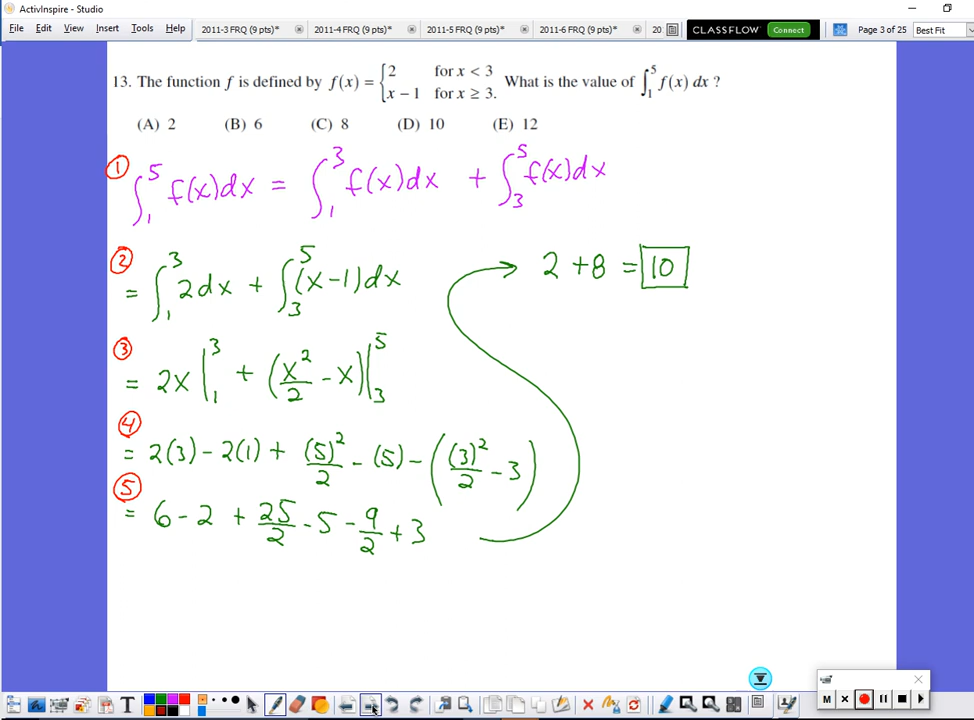 ActivInspire - Studio
File Edit View Insert Tools Help 2011-3 FRQ (9 pts)* 2011-4 FRQ (9 pts)* 2011-5 FRQ (9 pts)* 2011-6 FRQ (9 pts)* 20 CLASSFLOW Connect Page 3 of 25 Best Fit
13. The function f is defined by f(x) = {2 for x < 3
{x − 1 for x ≥ 3. What is the value of ∫₁⁵ f(x) dx ?
(A) 2 (B) 6 (C) 8 (D) 10 (E) 12
① ∫₁⁵ f(x)dx = ∫₁³ f(x)dx + ∫₃⁵ f(x)dx
② = ∫₁³ 2dx + ∫₃⁵ (x−1)dx
③ = 2x |₁³ + (x²/2 − x)|₃⁵
④ = 2(3) − 2(1) + (5)²/2 − (5) − ((3)²/2 − 3)
⑤ = 6 − 2 + 25/2 − 5 − 9/2 + 3
2 + 8 = 10
T
M